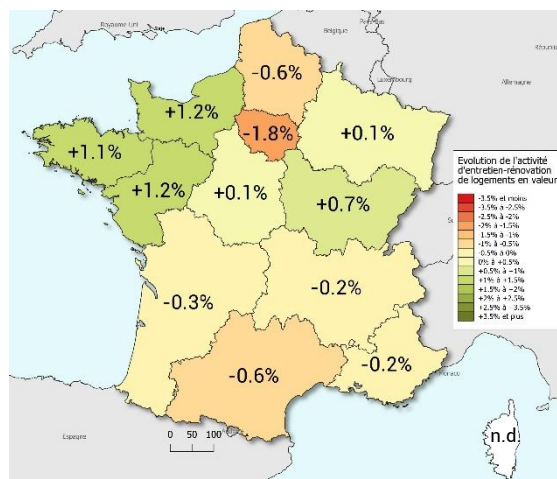 Royaume-Uni
Belgique
Pays-Bas
Luxembourg
Allemagne
-0.6%
+1.2%
-1.8%
+0.1%
+1.1%
+1.2%
+0.1%
+0.7%
-0.3%
-0.2%
-0.6%
-0.2%
Monaco
Espagne
0 50 100
n.d.
Evolution de l'activité
d'entretien-rénovation
de logements en valeur
-3.5% et moins
-3.5% à -2.5%
-2.5% à -2%
-2% à -1.5%
-1.5% à -1%
-1% à -0.5%
-0.5% à 0%
0% à +0.5%
+0.5% à +1%
+1% à +1.5%
+1.5% à +2%
+2% à +2.5%
+2.5% à +3.5%
+3.5% et plus